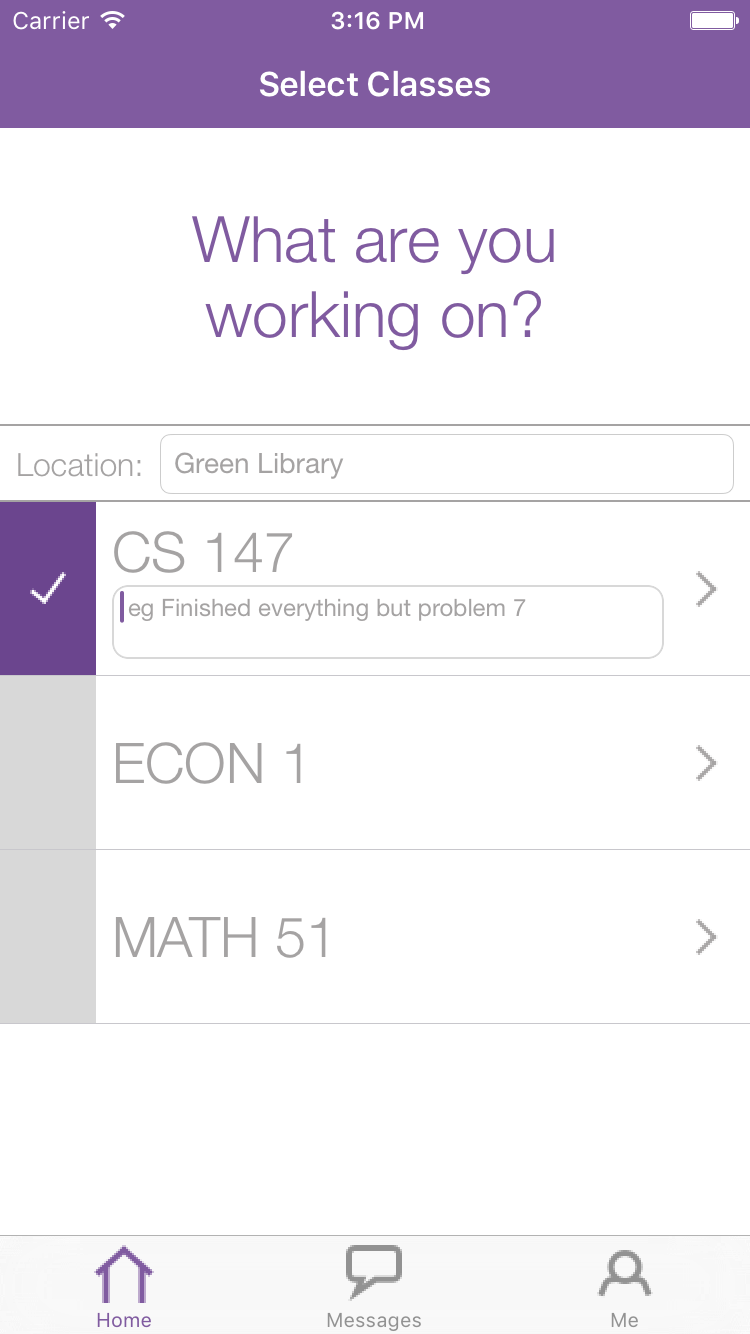 Carrier 3:16 PM
Select Classes
What are you
working on?
Location: Green Library
CS 147
eg Finished everything but problem 7
ECON 1
MATH 51
Home Messages Me